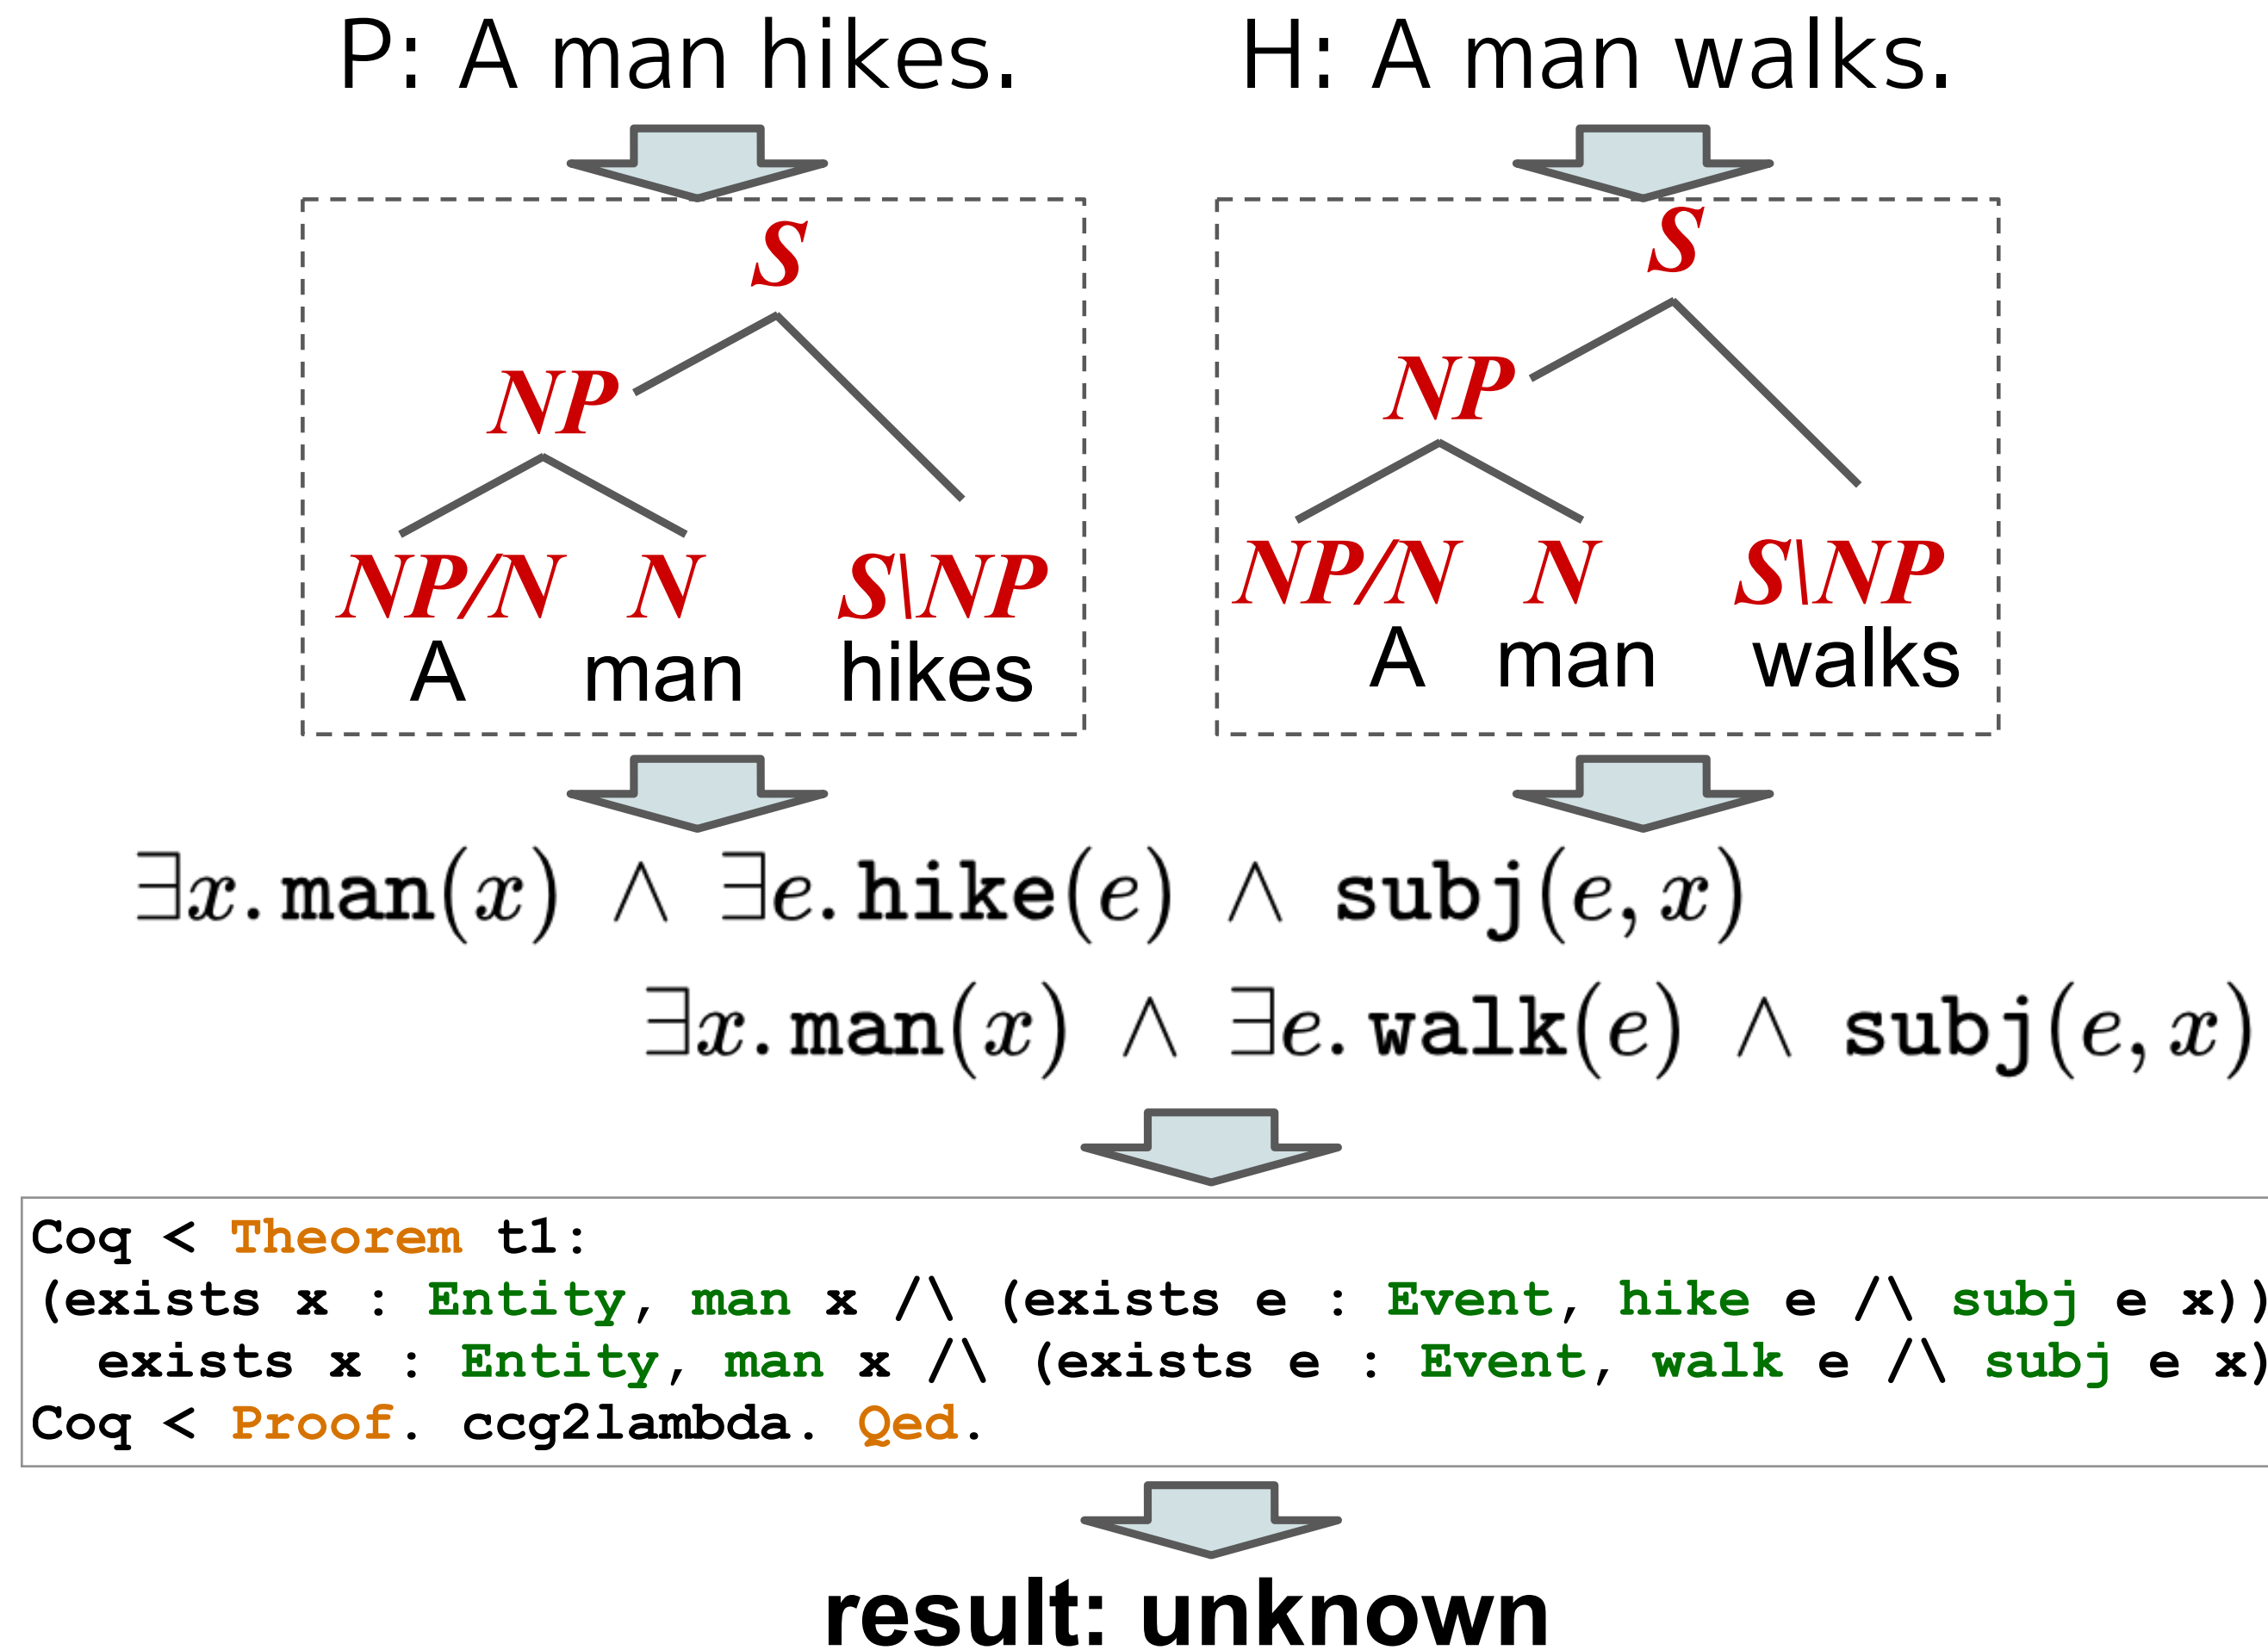 P: A man hikes.
H: A man walks.
S
NP
NP/N N S\NP
A man hikes
S
NP
NP/N N S\NP
A man walks
∃x.man(x) ∧ ∃e.hike(e) ∧ subj(e,x)
∃x.man(x) ∧ ∃e.walk(e) ∧ subj(e,x)
Coq < Theorem t1:
(exists x : Entity, man x /\ (exists e : Event, hike e /\ subj e x))
exists x : Entity, man x /\ (exists e : Event, walk e /\ subj e x)
Coq < Proof. ccg2lambda. Qed.
result: unknown